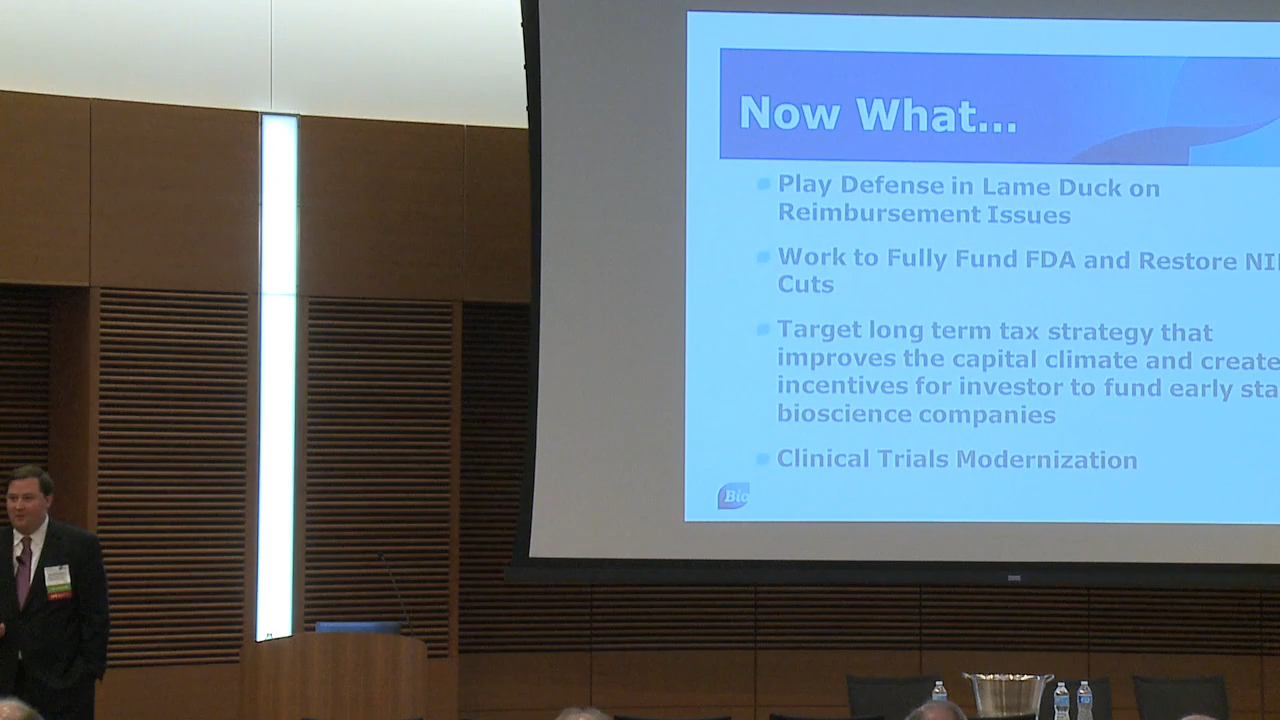 Now What...
Play Defense in Lame Duck on
Reimbursement Issues
Work to Fully Fund FDA and Restore
Cuts
Target long term tax strategy that
improves the capital climate and create
incentives for investor to fund early
bioscience companies
Clinical Trials Modernization
Bio